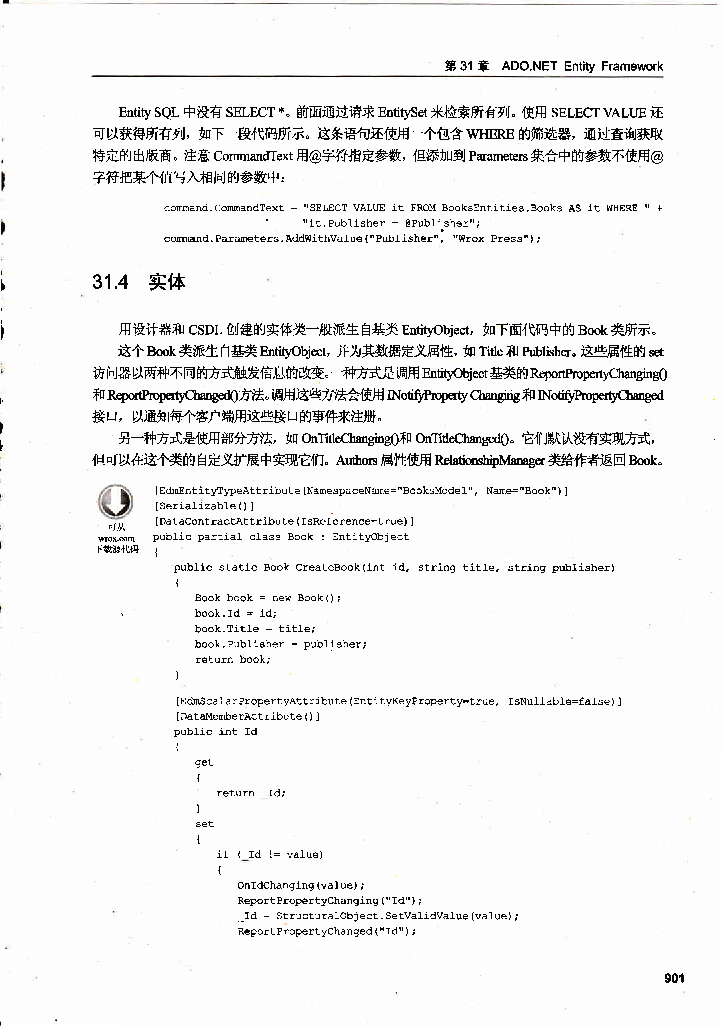 第 31 章 ADO.NET Entity Framework
Entity SQL 中没有 SELECT *。前面通过请求 EntitySet 来检索所有列。使用 SELECT VALUE 还
可以获得所有列，如下一段代码所示。这条语句还使用一个包含 WHERE 的筛选器，通过查询获取
特定的出版商。注意 CommandText 用@字符指定参数，但添加到 Parameters 集合中的参数不使用@
字符把某个值写入相同的参数中：
command.CommandText = "SELECT VALUE it FROM BooksEntities.Books AS it WHERE " +
"it.Publisher = @Publisher";
command.Parameters.AddWithValue("Publisher", "Wrox Press");
31.4 实体
用设计器和 CSDL 创建的实体类一般派生自基类 EntityObject，如下面代码中的 Book 类所示。
这个 Book 类派生自基类 EntityObject，并为其数据定义属性，如 Title 和 Publisher。这些属性的 set
访问器以两种不同的方式触发信息的改变。一种方式是调用 EntityObject 基类的 ReportPropertyChanging()
和 ReportPropertyChanged()方法。调用这些方法会使用 INotifyProperty Changing 和 INotifyPropertyChanged
接口，以通知每个客户端用这些接口的事件来注册。
另一种方式是使用部分方法，如 OnTitleChanging()和 OnTitleChanged()。它们默认没有实现方式，
但可以在这个类的自定义扩展中实现它们。Authors 属性使用 RelationshipManager 类给作者返回 Book。
可从
wrox.com
下载源代码
[EdmEntityTypeAttribute(NamespaceName="BooksModel", Name="Book")]
[Serializable()]
[DataContractAttribute(IsReference=true)]
public partial class Book : EntityObject
{
public static Book CreateBook(int id, string title, string publisher)
{
Book book = new Book();
book.Id = id;
book.Title = title;
book.Publisher = publisher;
return book;
}
[EdmScalarPropertyAttribute(EntityKeyProperty=true, IsNullable=false)]
[DataMemberAttribute()]
public int Id
{
get
{
return _Id;
}
set
{
if (_Id != value)
{
OnIdChanging(value);
ReportPropertyChanging("Id");
_Id = StructuralObject.SetValidValue(value);
ReportPropertyChanged("Id");
901